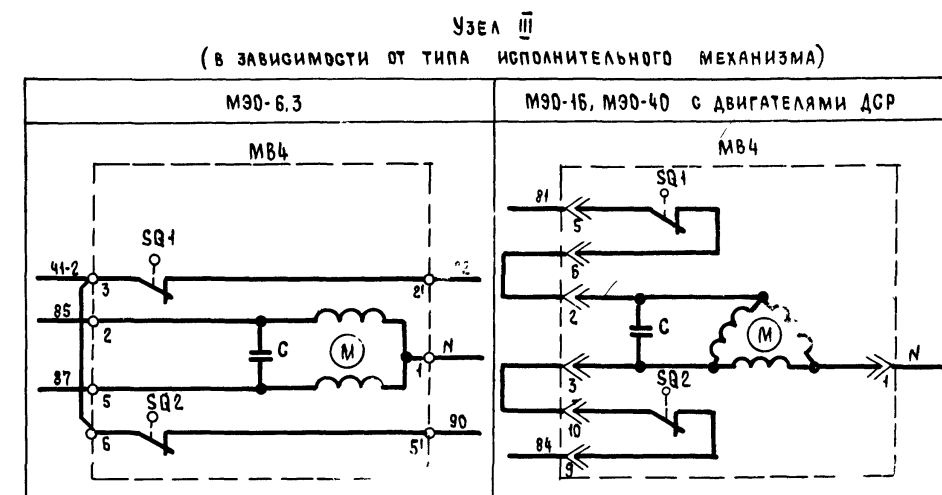 Узел III
(в зависимости от типа исполнительного механизма)
МЭО-6,3
МЭО-16, МЭО-40 с двигателями ДСР
МВ4
SQ1
41-2
3
2'
85
2
С
М
1
N
87
5
SQ2
6
5'
90
МВ4
SQ1
81
5
6
2
С
М
3
1
N
SQ2
10
84
9